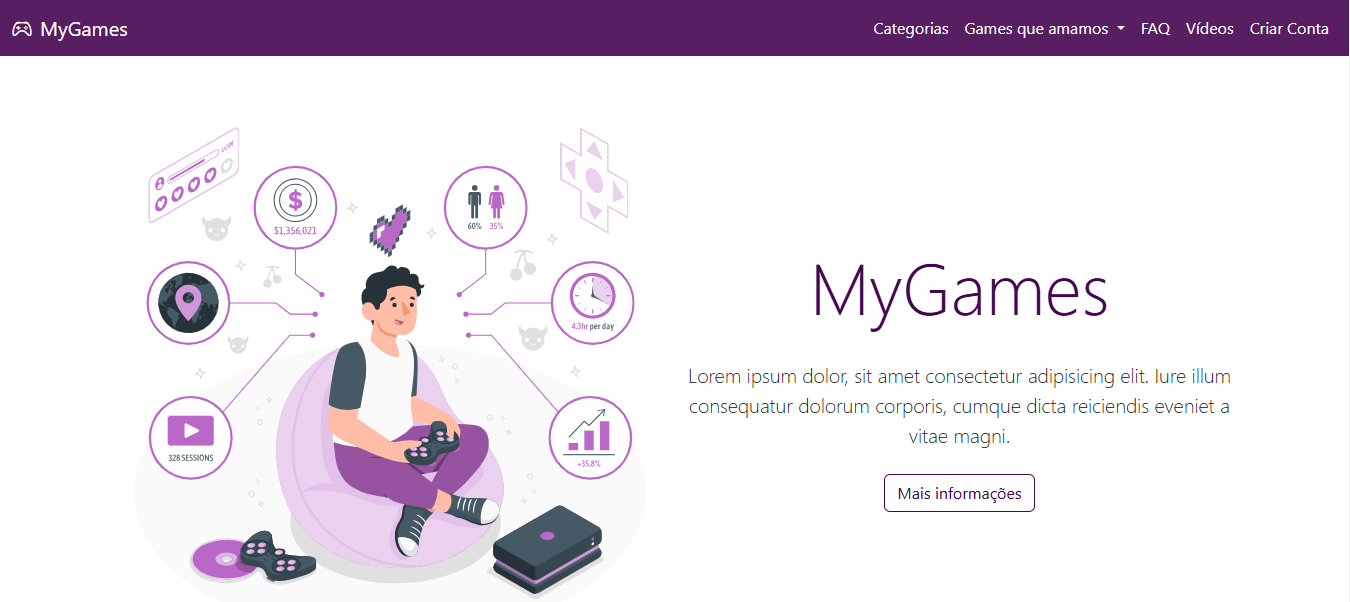 MyGames
Categorias
Games que amamos
FAQ
Vídeos
Criar Conta
$
$1,356,021
60% 35%
4.3hr per day
328 SESSIONS
+35,8%
MyGames
Lorem ipsum dolor, sit amet consectetur adipisicing elit. Iure illum
consequatur dolorum corporis, cumque dicta reiciendis eveniet a
vitae magni.
Mais informações